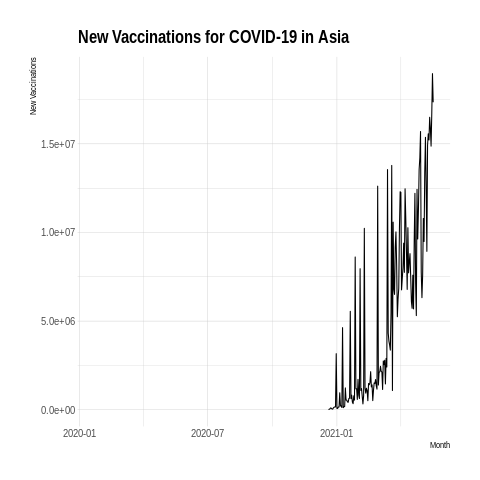 New Vaccinations for COVID-19 in Asia
New Vaccinations
1.5e+07
1.0e+07
5.0e+06
0.0e+00
2020-01 2020-07 2021-01
Month